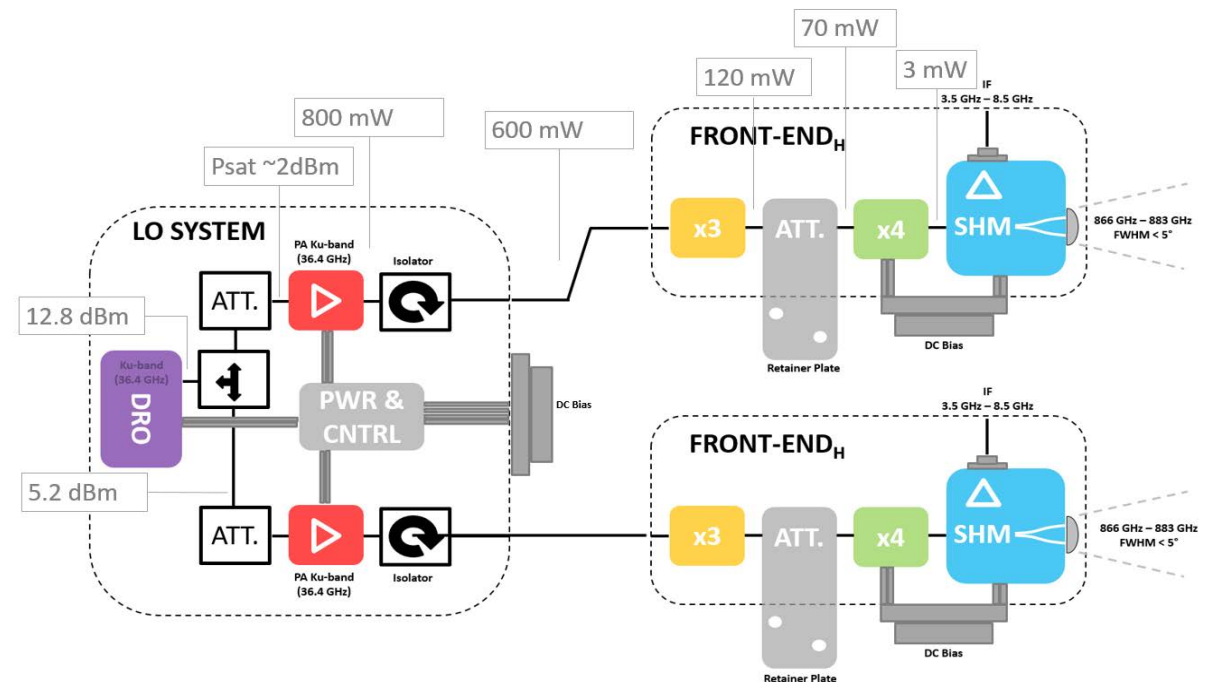 70 mW
120 mW
3 mW
IF
3.5 GHz – 8.5 GHz
800 mW
600 mW
FRONT-END_H
Psat ~2dBm
LO SYSTEM
PA Ku-band
(36.4 GHz)
Isolator
x3
ATT.
x4
SHM
866 GHz – 883 GHz
FWHM < 5°
ATT.
12.8 dBm
DC Bias
Retainer Plate
Ku-band
(36.4 GHz)
DRO
PWR &
CNTRL
DC Bias
IF
3.5 GHz – 8.5 GHz
FRONT-END_H
5.2 dBm
ATT.
x3
ATT.
x4
SHM
866 GHz – 883 GHz
FWHM < 5°
PA Ku-band
(36.4 GHz)
Isolator
DC Bias
Retainer Plate